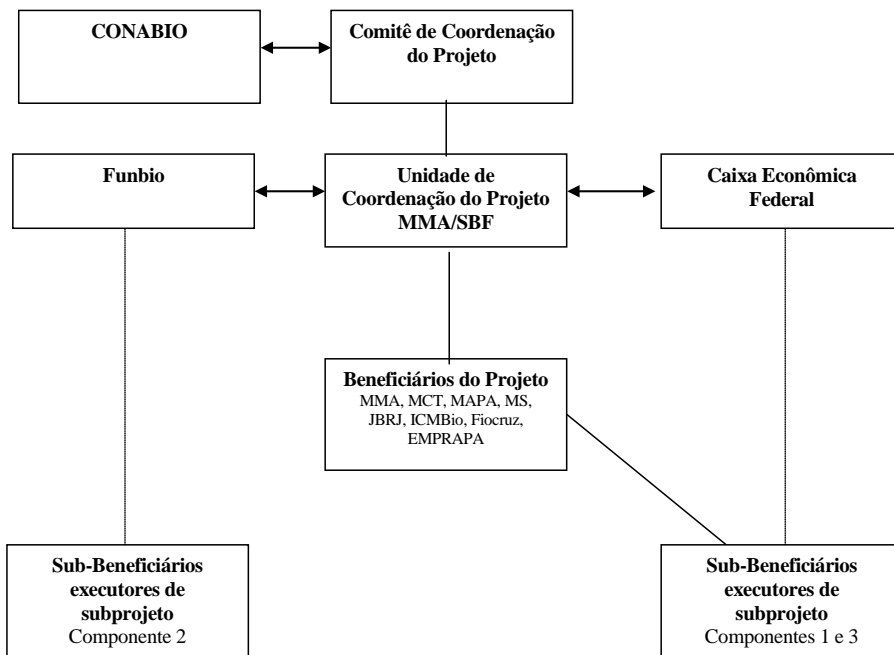 CONABIO
Comitê de Coordenação
do Projeto
Funbio
Unidade de
Coordenação do Projeto
MMA/SBF
Caixa Econômica
Federal
Beneficiários do Projeto
MMA, MCT, MAPA, MS,
JBRJ, ICMBio, Fiocruz,
EMPRAPA
Sub-Beneficiários
executores de
subprojeto
Componente 2
Sub-Beneficiários
executores de
subprojeto
Componentes 1 e 3